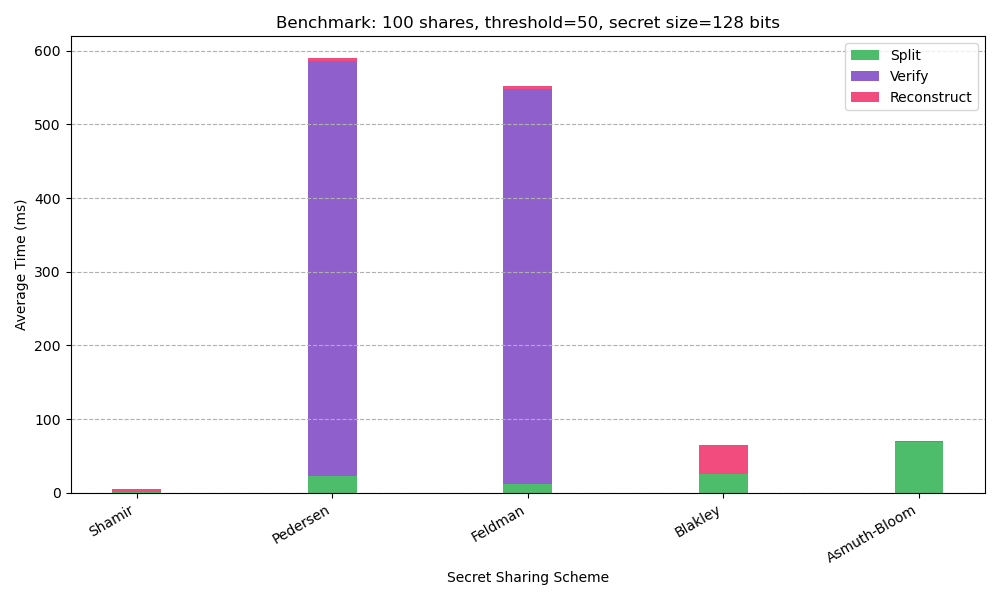 Benchmark: 100 shares, threshold=50, secret size=128 bits
Split
Verify
Reconstruct
Average Time (ms)
600
500
400
300
200
100
0
Shamir
Pedersen
Feldman
Blakley
Asmuth-Bloom
Secret Sharing Scheme